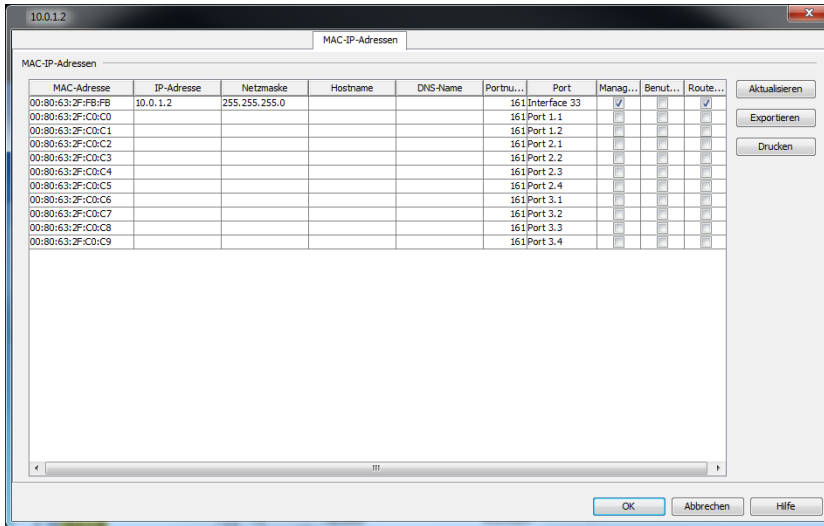 10.0.1.2
MAC-IP-Adressen
MAC-IP-Adressen
MAC-Adresse IP-Adresse Netzmaske Hostname DNS-Name Portnu... Port Manag... Benut... Route...
00:80:63:2F:FB:FB 10.0.1.2 255.255.255.0 161 Interface 33
00:80:63:2F:C0:C0 161 Port 1.1
00:80:63:2F:C0:C1 161 Port 1.2
00:80:63:2F:C0:C2 161 Port 2.1
00:80:63:2F:C0:C3 161 Port 2.2
00:80:63:2F:C0:C4 161 Port 2.3
00:80:63:2F:C0:C5 161 Port 2.4
00:80:63:2F:C0:C6 161 Port 3.1
00:80:63:2F:C0:C7 161 Port 3.2
00:80:63:2F:C0:C8 161 Port 3.3
00:80:63:2F:C0:C9 161 Port 3.4
Aktualisieren
Exportieren
Drucken
OK Abbrechen Hilfe